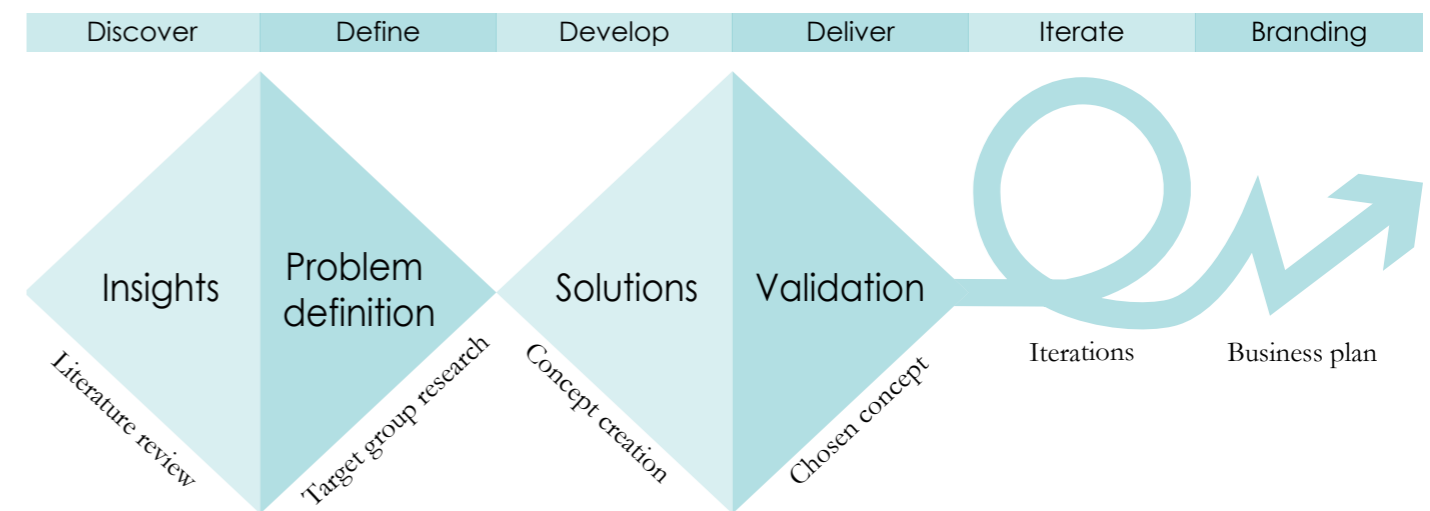 Discover
Define
Develop
Deliver
Iterate
Branding
Insights
Problem
definition
Solutions
Validation
Literature review
Target group research
Concept creation
Chosen concept
Iterations
Business plan